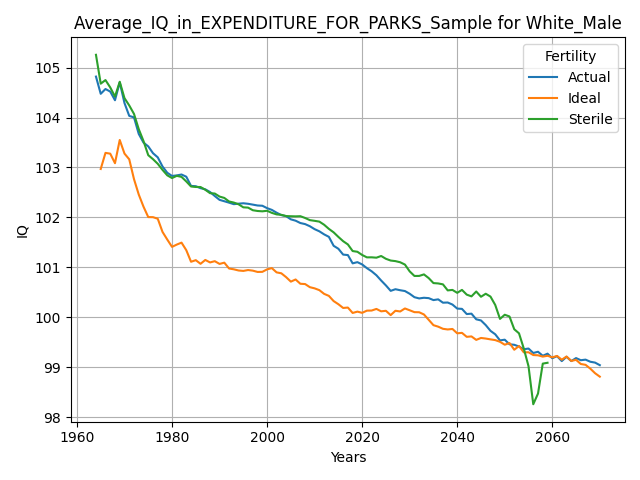 Average_IQ_in_EXPENDITURE_FOR_PARKS_Sample for White_Male
Fertility
Actual
Ideal
Sterile
IQ
105
104
103
102
101
100
99
98
1960
1980
2000
2020
2040
2060
Years